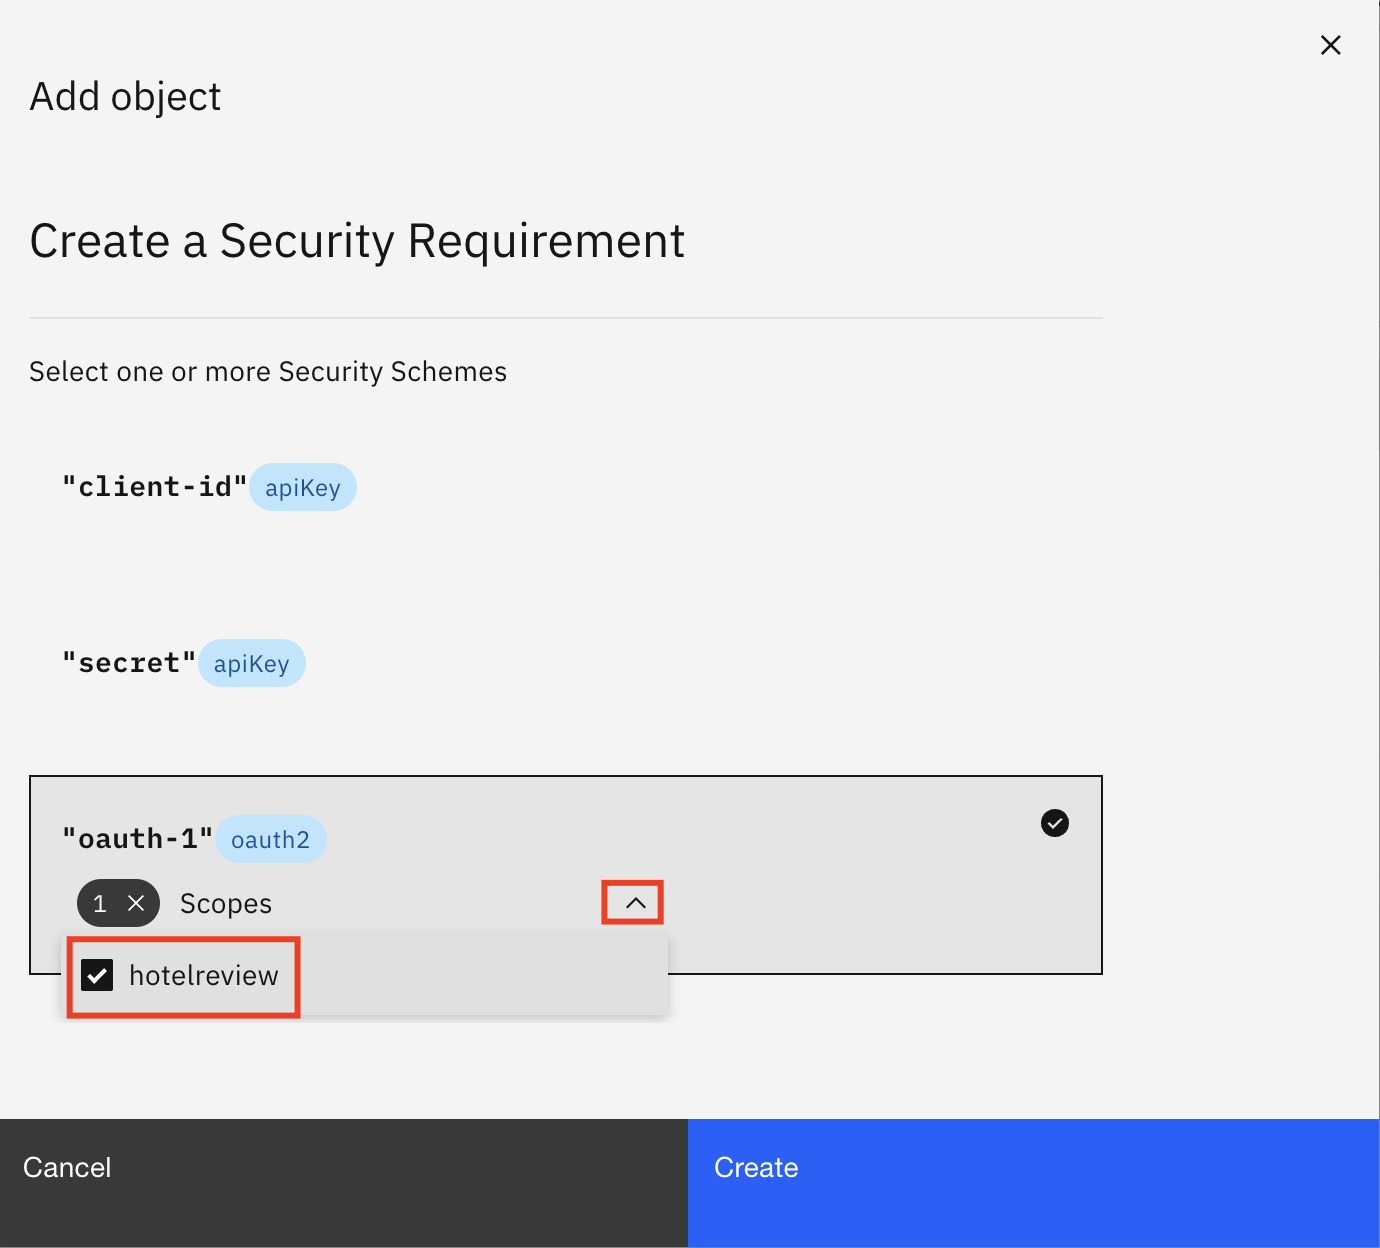 Add object
Create a Security Requirement
Select one or more Security Schemes
"client-id" apiKey
"secret" apiKey
"oauth-1" oauth2
1 Scopes
hotelreview
Cancel Create